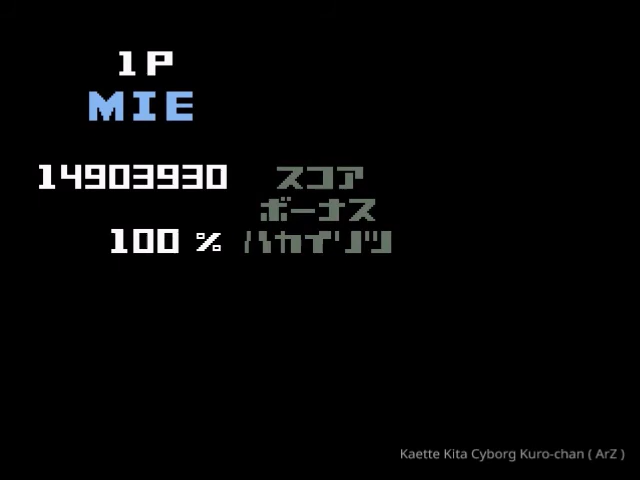 1P
MIE
14903930 スコア
ボーナス
100 % ハカイリツ
Kaette Kita Cyborg Kuro-chan ( ArZ )